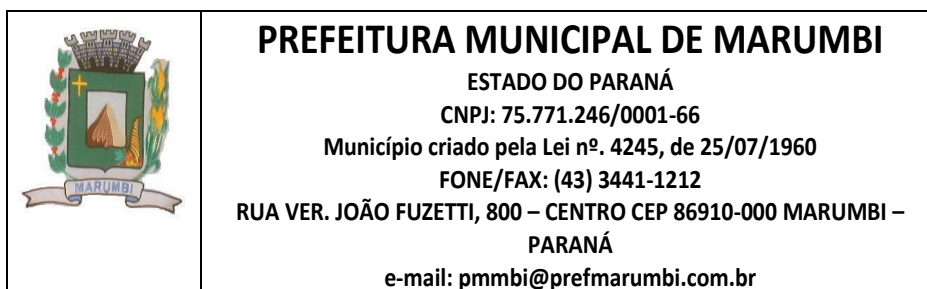 PREFEITURA MUNICIPAL DE MARUMBI
ESTADO DO PARANÁ
CNPJ: 75.771.246/0001-66
Município criado pela Lei nº. 4245, de 25/07/1960
FONE/FAX: (43) 3441-1212
RUA VER. JOÃO FUZETTI, 800 – CENTRO CEP 86910-000 MARUMBI –
PARANÁ
e-mail: pmmbi@prefmarumbi.com.br
MARUMBI